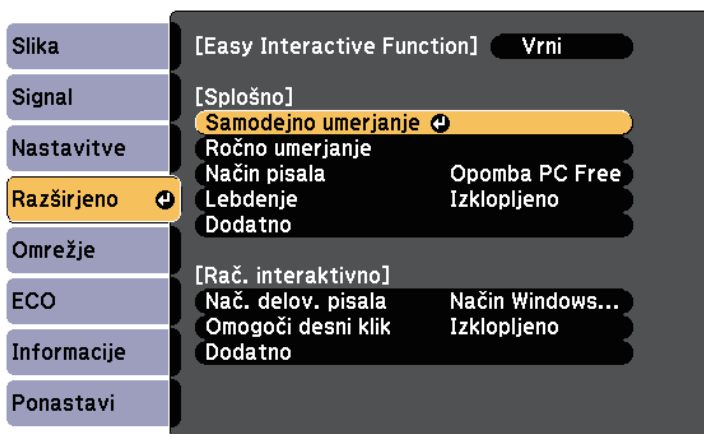 Slika
Signal
Nastavitve
Razširjeno
Omrežje
ECO
Informacije
Ponastavi
[Easy Interactive Function] Vrni
[Splošno]
Samodejno umerjanje
Ročno umerjanje
Način pisala Opomba PC Free
Lebdenje Izklopljeno
Dodatno
[Rač. interaktivno]
Nač. delov. pisala Način Windows...
Omogoči desni klik Izklopljeno
Dodatno